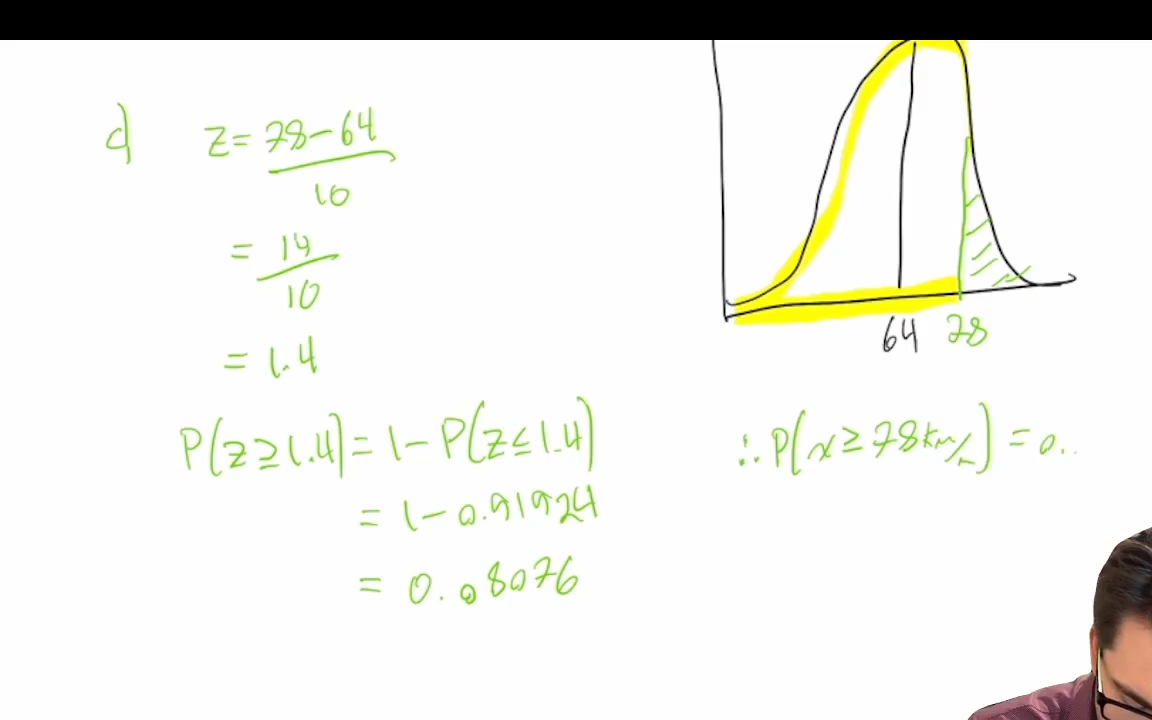 c)
z = 78 - 64 / 10
= 14 / 10
= 1.4
P(z ≥ 1.4) = 1 - P(z ≤ 1.4)
= 1 - 0.91924
= 0.08076
64 78
∴ P(x ≥ 78 km/h) = 0..